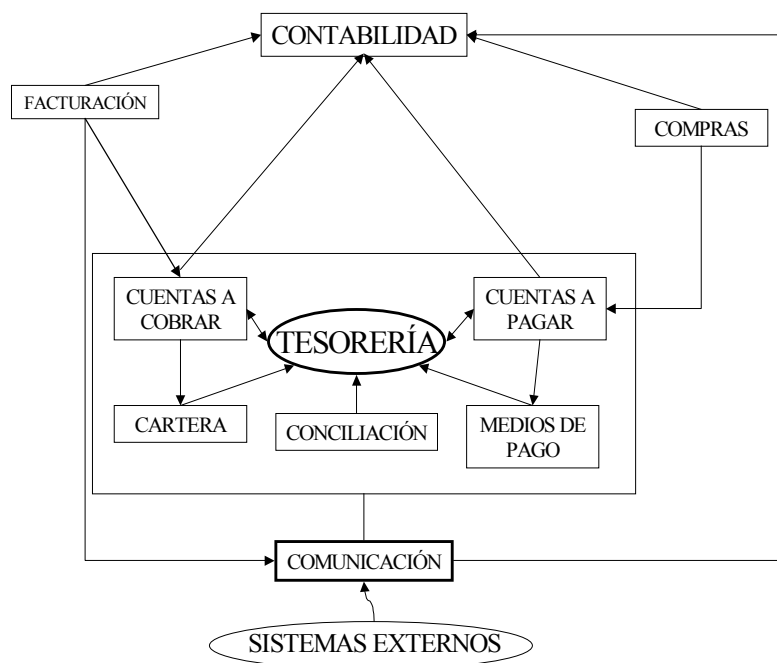 CONTABILIDAD
FACTURACIÓN
COMPRAS
CUENTAS A
COBRAR
CUENTAS A
PAGAR
TESORERÍA
CARTERA
CONCILIACIÓN
MEDIOS DE
PAGO
COMUNICACIÓN
SISTEMAS EXTERNOS